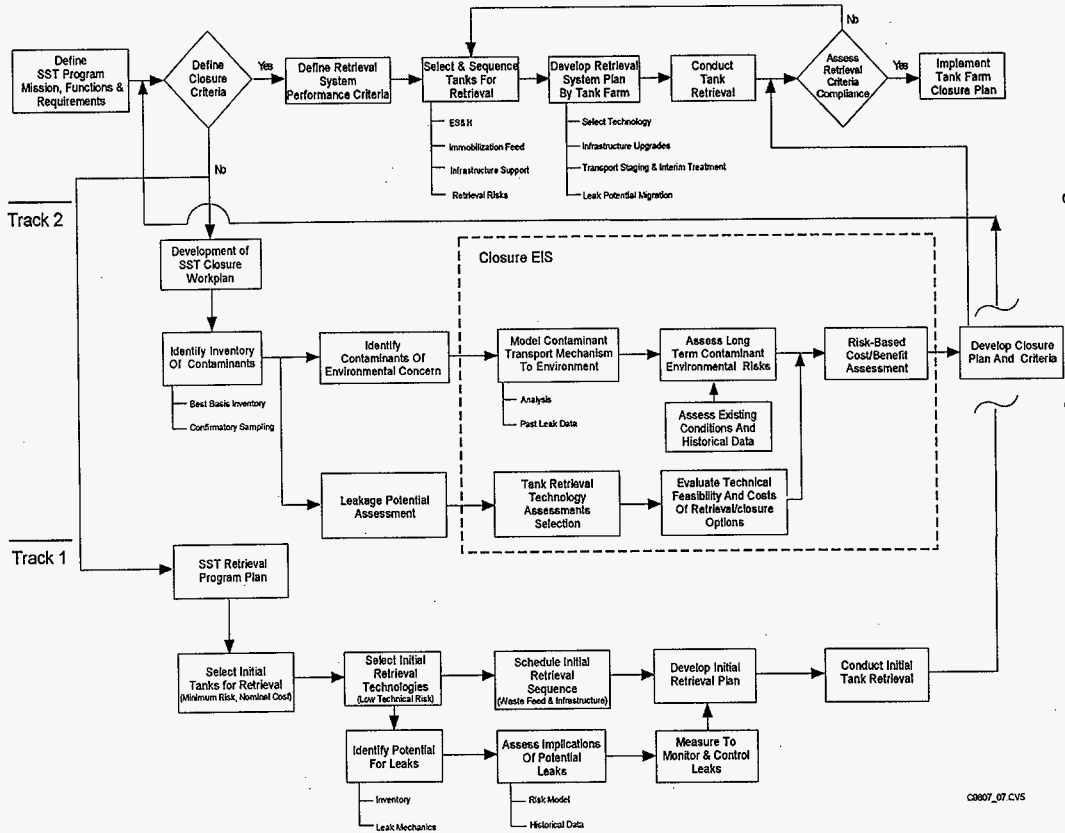 No
Define
SST Program
Mission, Functions &
Requirements
Define
Closure
Criteria
Yes
Define Retrieval
System
Performance Criteria
Select & Sequence
Tanks For
Retrieval
Develop Retrieval
System Plan
By Tank Farm
Conduct
Tank
Retrieval
Assess
Retrieval
Criteria
Compliance
Yes
Implement
Tank Farm
Closure Plan
ES& H
Immobilization Feed
Infrastructure Support
Retrieval Risks
Select Technology
Infrastructure Upgrades
Transport Staging & Interim Treatment
Leak Potential Migration
No
Track 2
Development of
SST Closure
Workplan
Closure EIS
Identify Inventory
Of Contaminants
Best Basis Inventory
Confirmatory Sampling
Identify
Contaminants Of
Environmental Concern
Model Contaminant
Transport Mechanism
To Environment
Analysis
Past Leak Data
Assess Long
Term Contaminant
Environmental Risks
Assess Existing
Conditions And
Historical Data
Risk-Based
Cost/Benefit
Assessment
Develop Closure
Plan And Criteria
Leakage Potential
Assessment
Tank Retrieval
Technology
Assessments
Selection
Evaluate Technical
Feasibility And Costs
Of Retrieval/closure
Options
Track 1
SST Retrieval
Program Plan
Select Initial
Tanks for Retrieval
(Minimum Risk, Nominal Cost)
Select Initial
Retrieval
Technologies
(Low Technical Risk)
Schedule Initial
Retrieval
Sequence
(Waste Feed & Infrastructure)
Develop Initial
Retrieval Plan
Conduct Initial
Tank Retrieval
Identify Potential
For Leaks
Inventory
Leak Mechanics
Assess Implications
Of Potential
Leaks
Risk Model
Historical Data
Measure To
Monitor & Control
Leaks
C9807_07.CVS